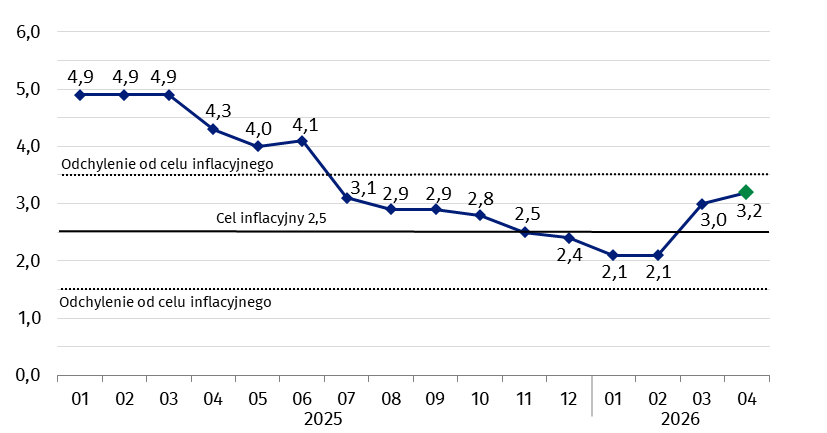 6,0
5,0
4,0
3,0
2,0
1,0
0,0
4,9 4,9 4,9 4,3 4,0 4,1 3,1 2,9 2,9 2,8 2,5 2,4 2,1 2,1 3,0 3,2
Odchylenie od celu inflacyjnego
Cel inflacyjny 2,5
Odchylenie od celu inflacyjnego
01 02 03 04 05 06 07 08 09 10 11 12 01 02 03 04
2025 2026